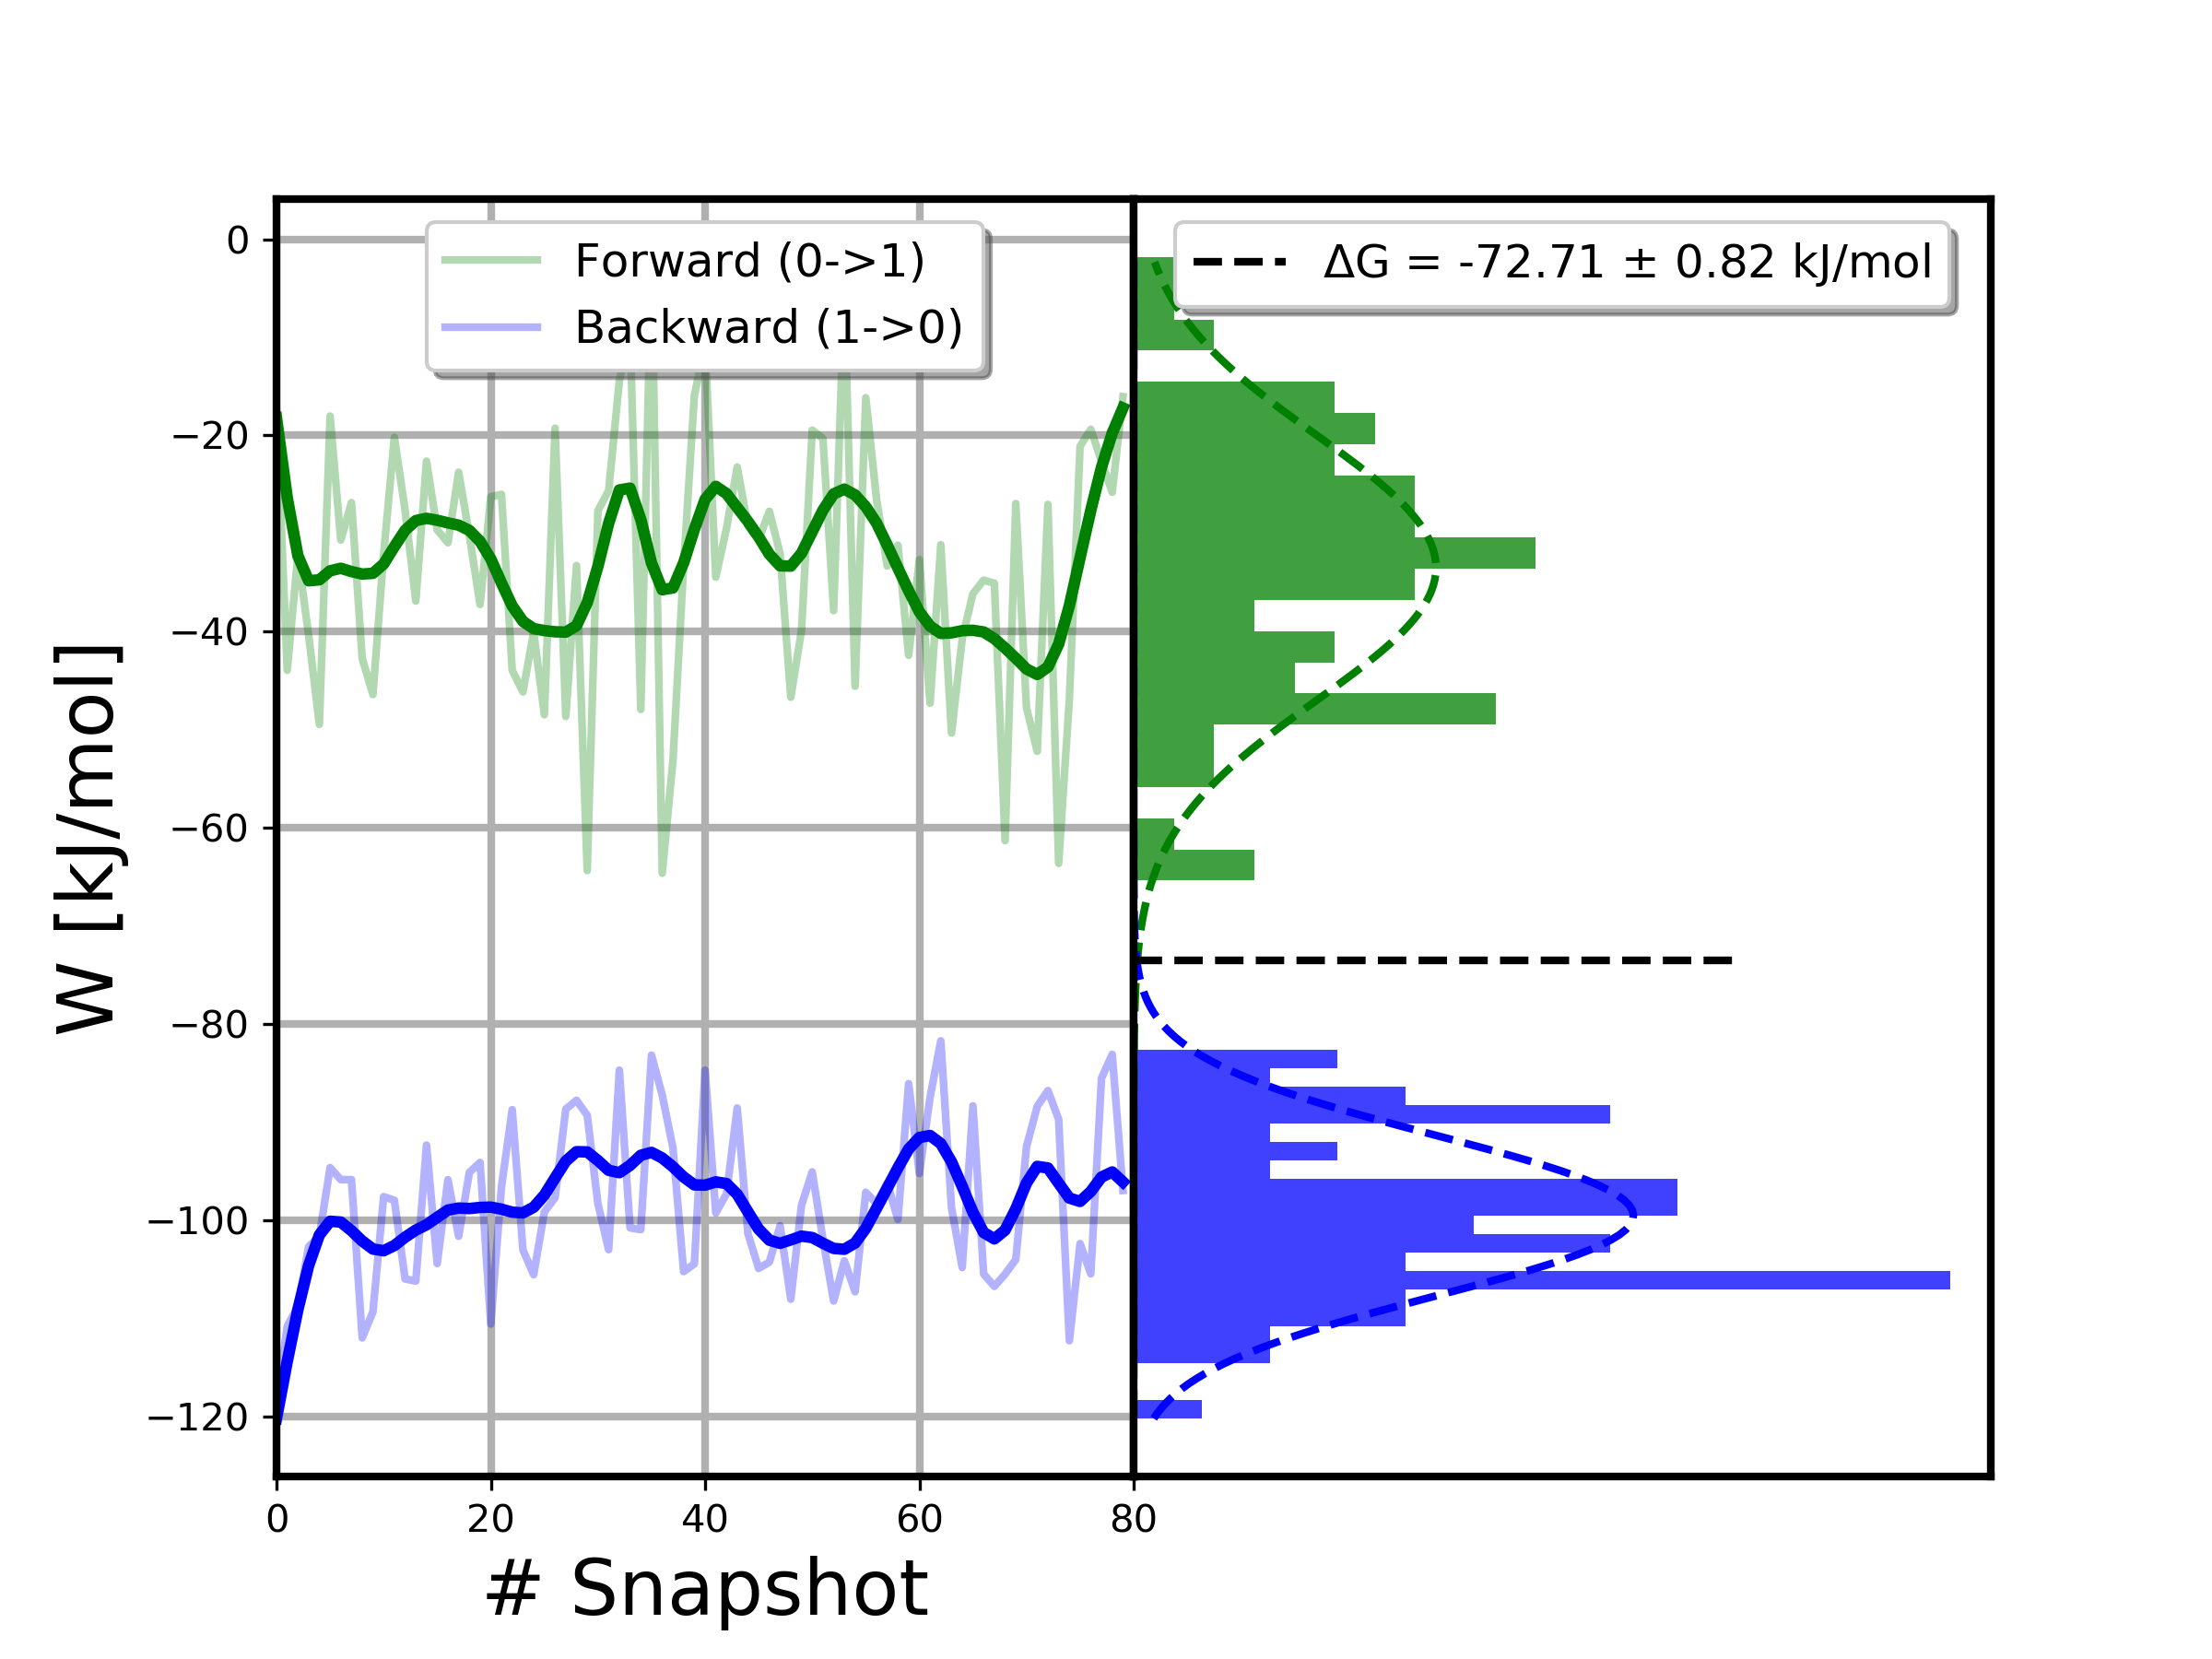 Forward (0->1)
Backward (1->0)
ΔG = -72.71 ± 0.82 kJ/mol
W [kJ/mol]
0
−20
−40
−60
−80
−100
−120
0 20 40 60 80
# Snapshot